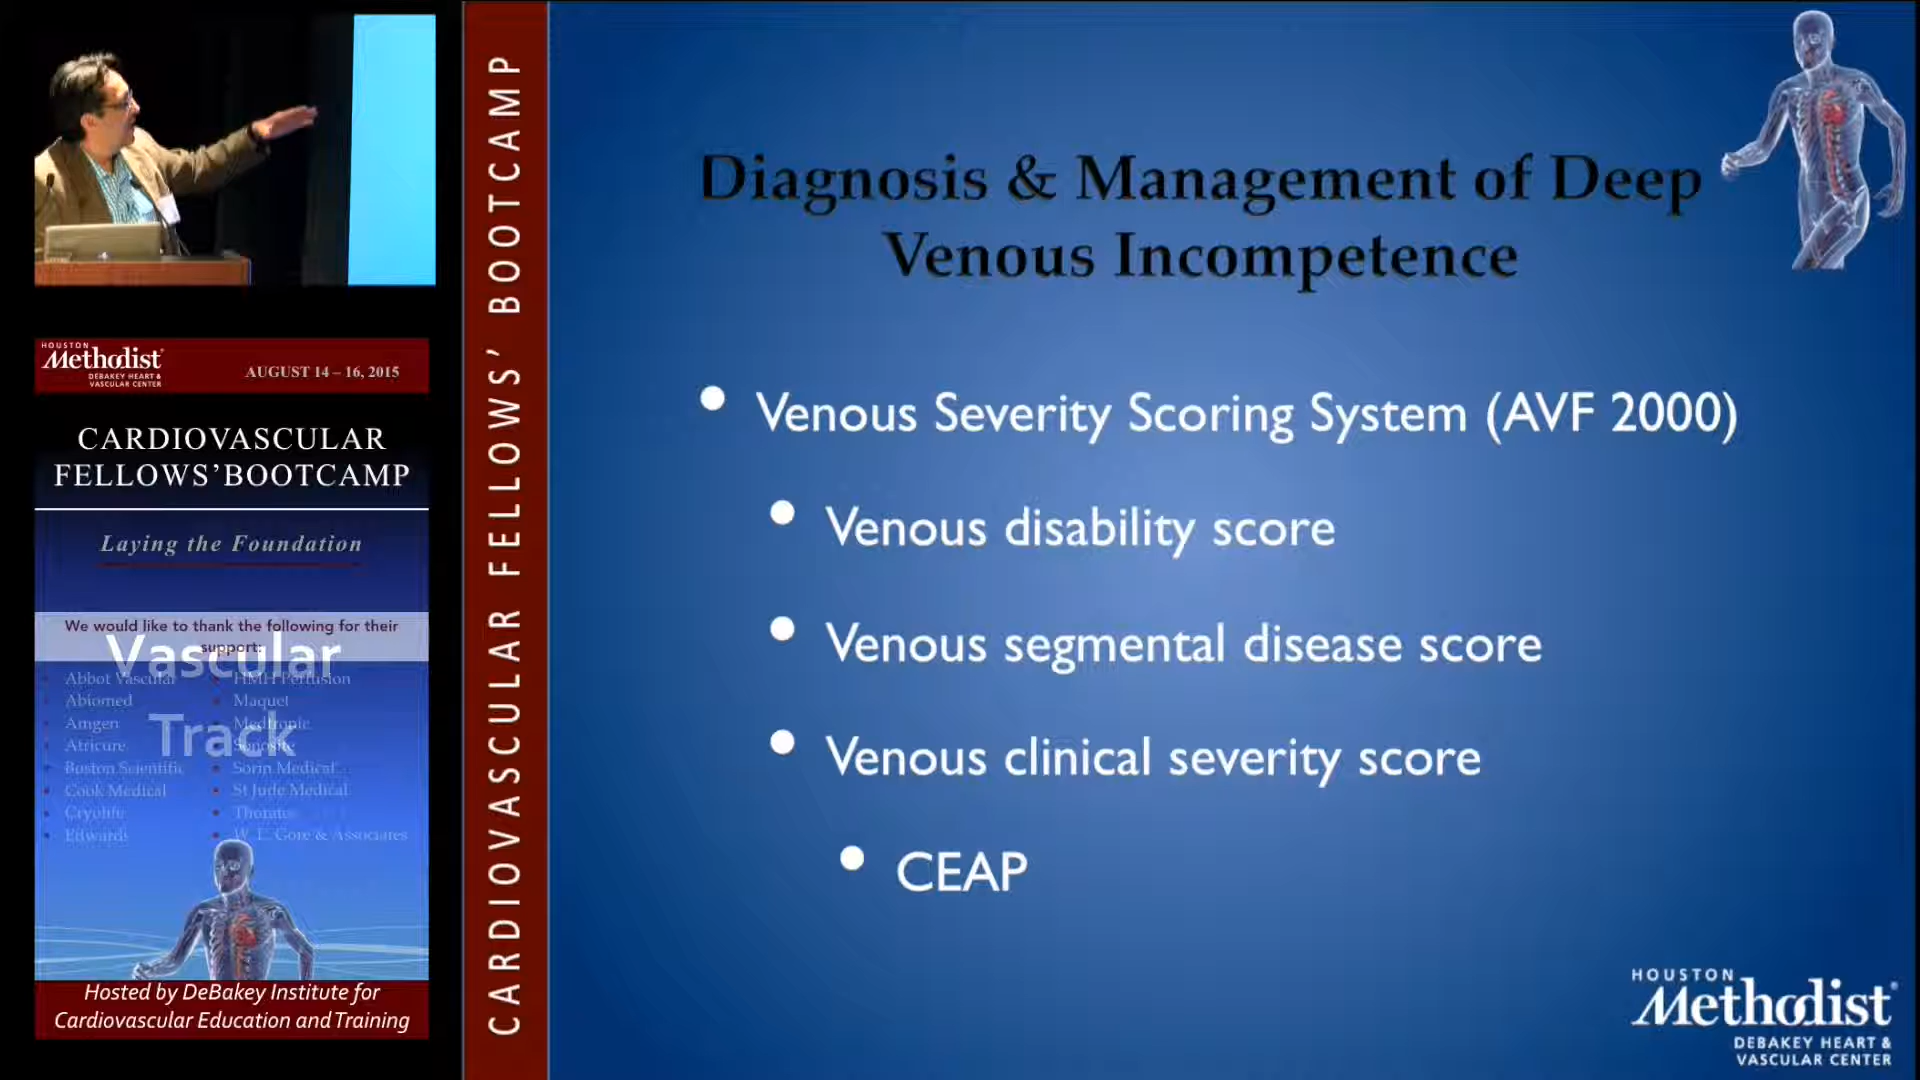 HOUSTON
Methodist
DEBAKEY HEART &
VASCULAR CENTER
AUGUST 14 – 16, 2015
CARDIOVASCULAR
FELLOWS’BOOTCAMP
Laying the Foundation
We would like to thank the following for their
support:
Vascular
Track
Abbot Vascular
Abiomed
Amgen
Atricure
Boston Scientific
Cook Medical
Cryolife
Edwards
HMH Perfusion
Maquet
Medtronic
Sonosite
Sorin Medical
St Jude Medical
Thoratec
W. L. Gore & Associates
Hosted by DeBakey Institute for
Cardiovascular Education and Training
CARDIOVASCULAR FELLOWS’ BOOTCAMP
Diagnosis & Management of Deep
Venous Incompetence
• Venous Severity Scoring System (AVF 2000)
• Venous disability score
• Venous segmental disease score
• Venous clinical severity score
• CEAP
HOUSTON
Methodist
DEBAKEY HEART &
VASCULAR CENTER